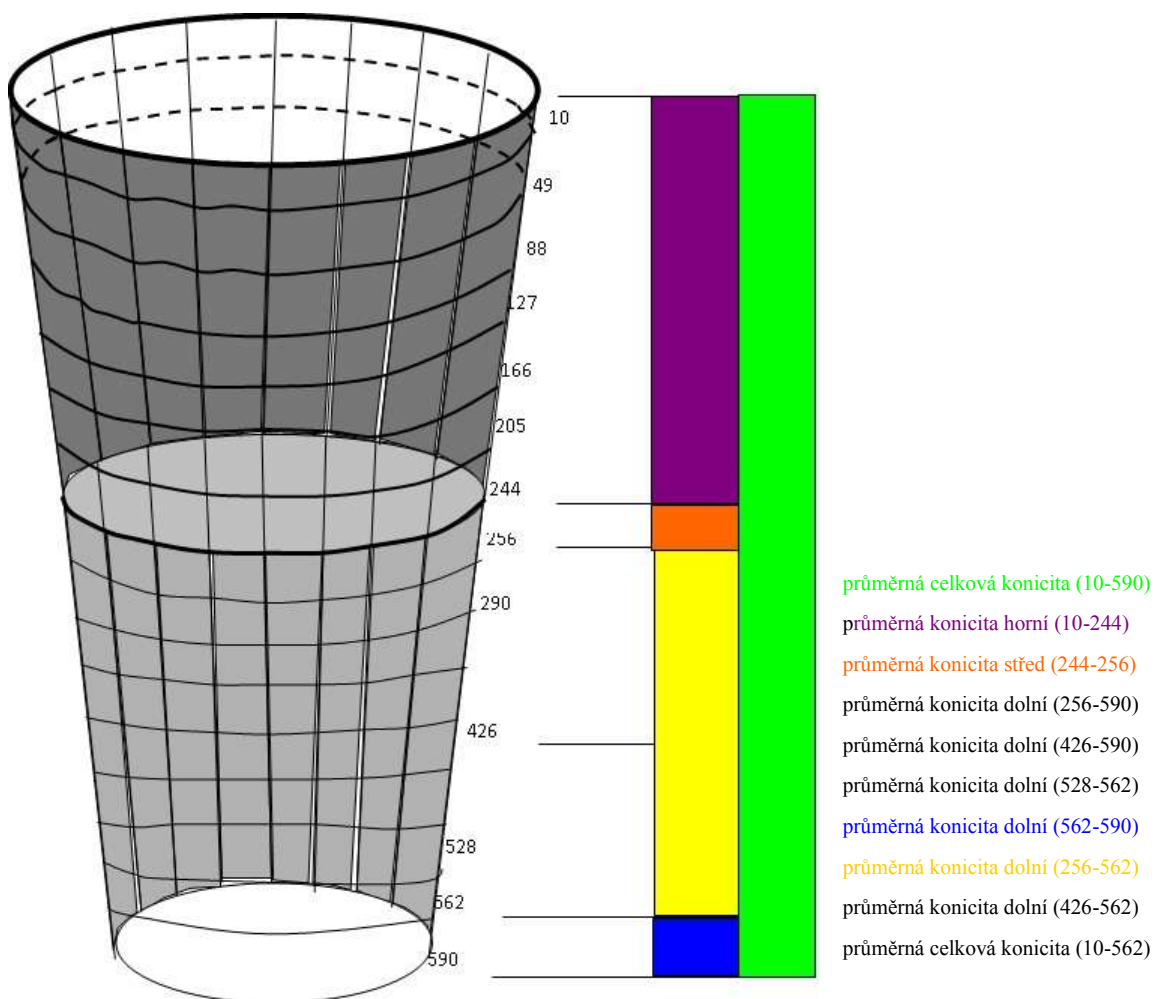 10
49
88
127
166
205
244
256
290
426
528
562
590
průměrná celková konicita (10-590)
průměrná konicita horní (10-244)
průměrná konicita střed (244-256)
průměrná konicita dolní (256-590)
průměrná konicita dolní (426-590)
průměrná konicita dolní (528-562)
průměrná konicita dolní (562-590)
průměrná konicita dolní (256-562)
průměrná konicita dolní (426-562)
průměrná celková konicita (10-562)